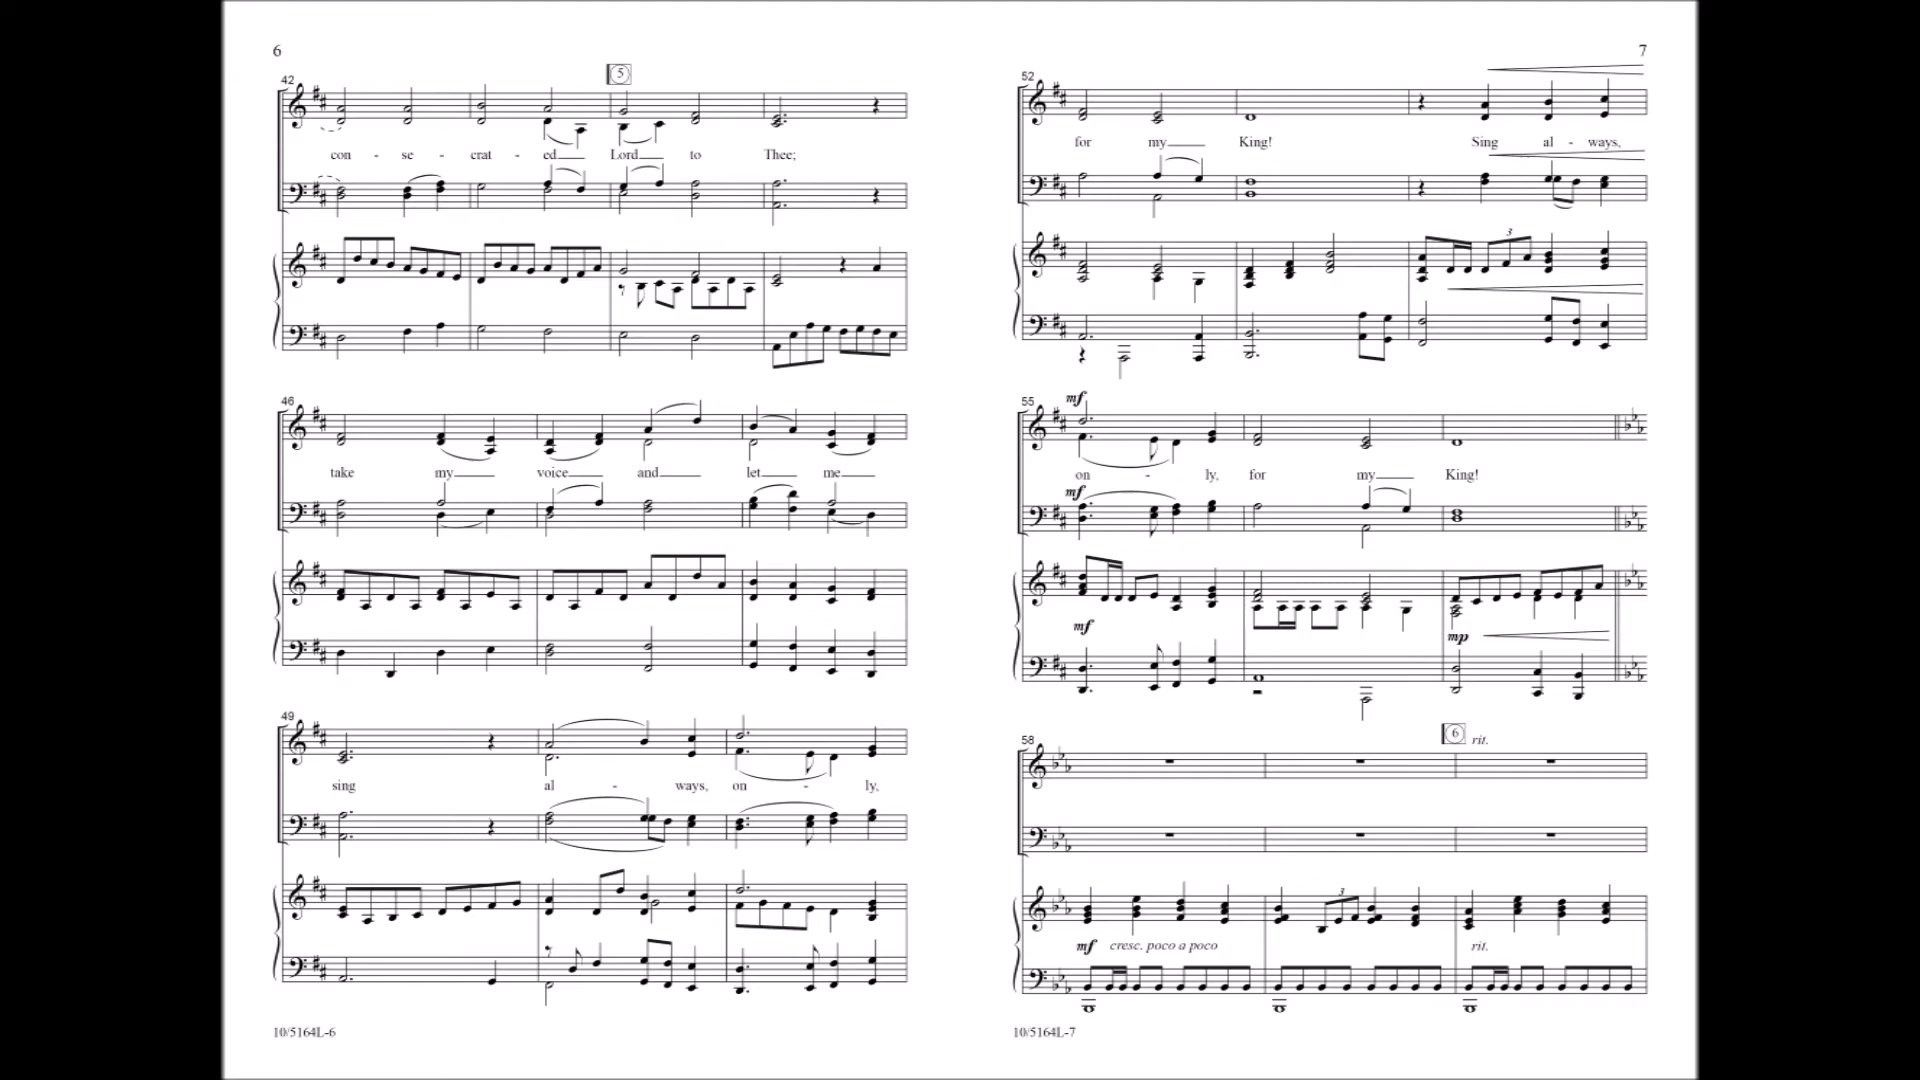 6
42
5
con - se - crat - ed Lord to Thee;
46
take my voice and let me
49
sing al - ways, on - ly,
10/5164L-6
7
52
for my King! Sing al - ways,
3
55
mf
on - ly, for my King!
mf
mf
mp
58
6 rit.
3
mf cresc. poco a poco rit.
10/5164L-7